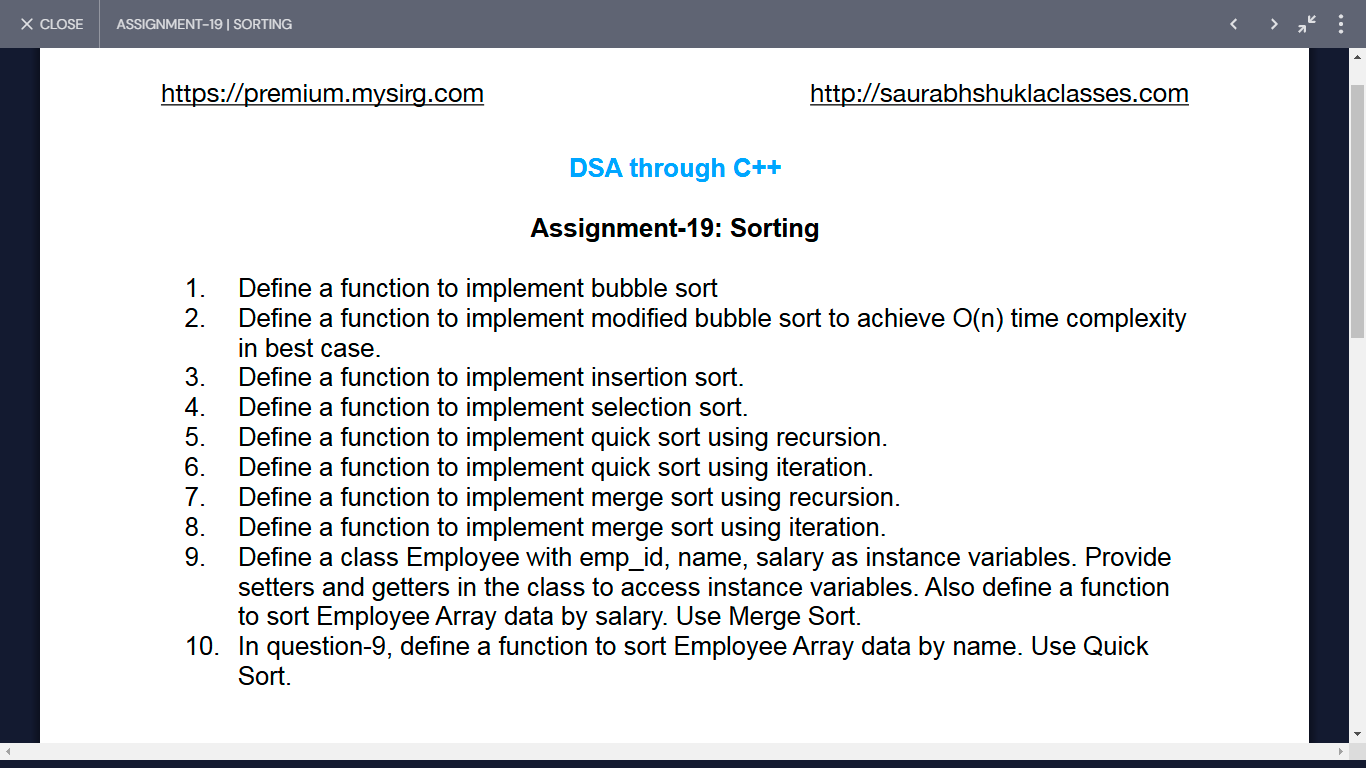 CLOSE
ASSIGNMENT-19 | SORTING
https://premium.mysirg.com
http://saurabhshuklaclasses.com
DSA through C++
Assignment-19: Sorting
1. Define a function to implement bubble sort
2. Define a function to implement modified bubble sort to achieve O(n) time complexity
in best case.
3. Define a function to implement insertion sort.
4. Define a function to implement selection sort.
5. Define a function to implement quick sort using recursion.
6. Define a function to implement quick sort using iteration.
7. Define a function to implement merge sort using recursion.
8. Define a function to implement merge sort using iteration.
9. Define a class Employee with emp_id, name, salary as instance variables. Provide
setters and getters in the class to access instance variables. Also define a function
to sort Employee Array data by salary. Use Merge Sort.
10. In question-9, define a function to sort Employee Array data by name. Use Quick
Sort.